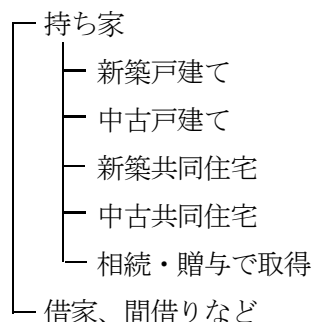 持ち家
新築戸建て
中古戸建て
新築共同住宅
中古共同住宅
相続・贈与で取得
借家、間借りなど